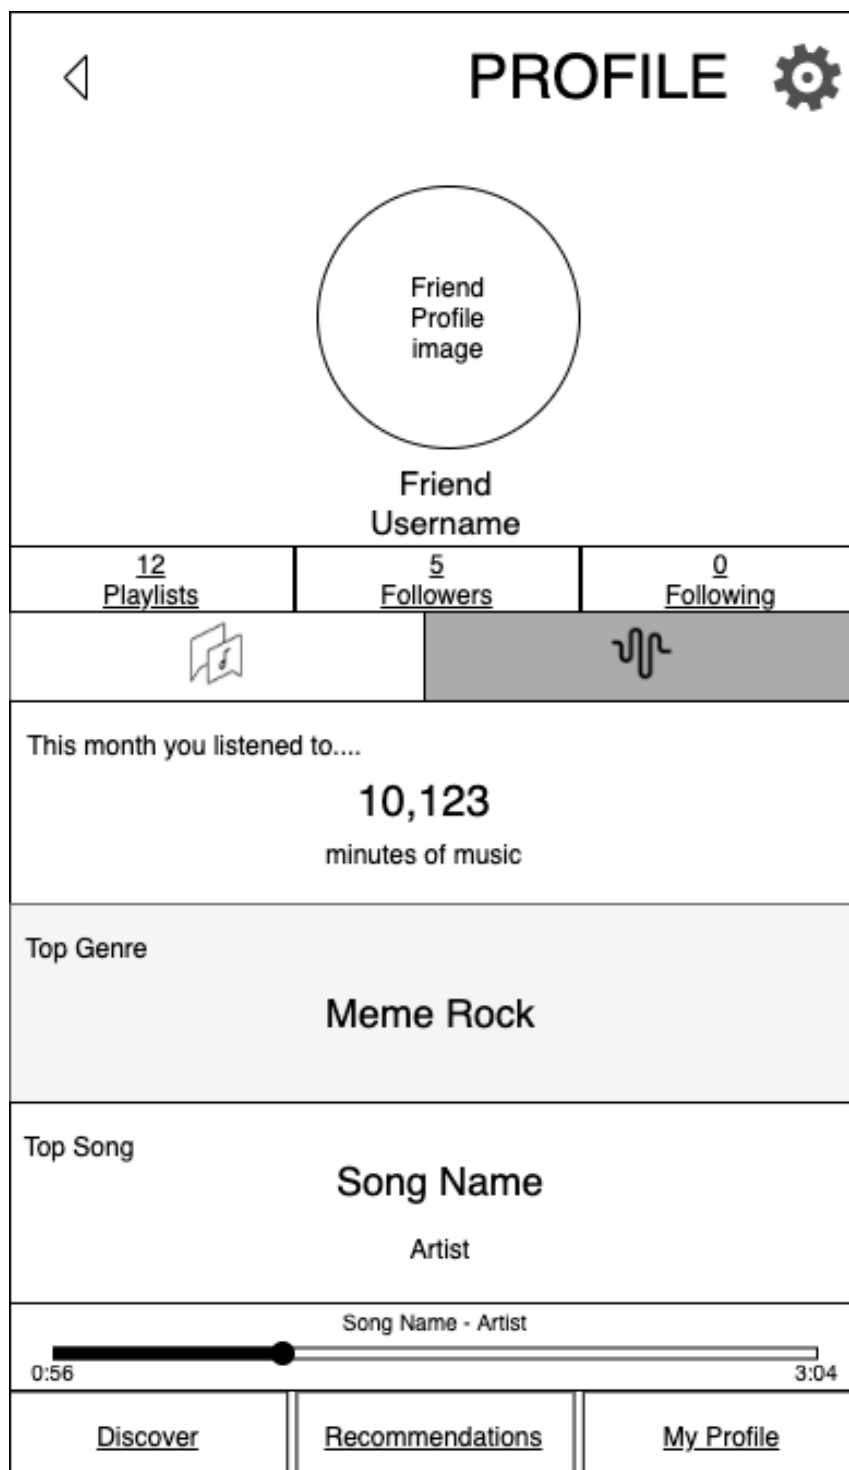 PROFILE
Friend
Profile
image
Friend
Username
12
Playlists
5
Followers
0
Following
This month you listened to....
10,123
minutes of music
Top Genre
Meme Rock
Top Song
Song Name
Artist
Song Name - Artist
0:56
3:04
Discover
Recommendations
My Profile